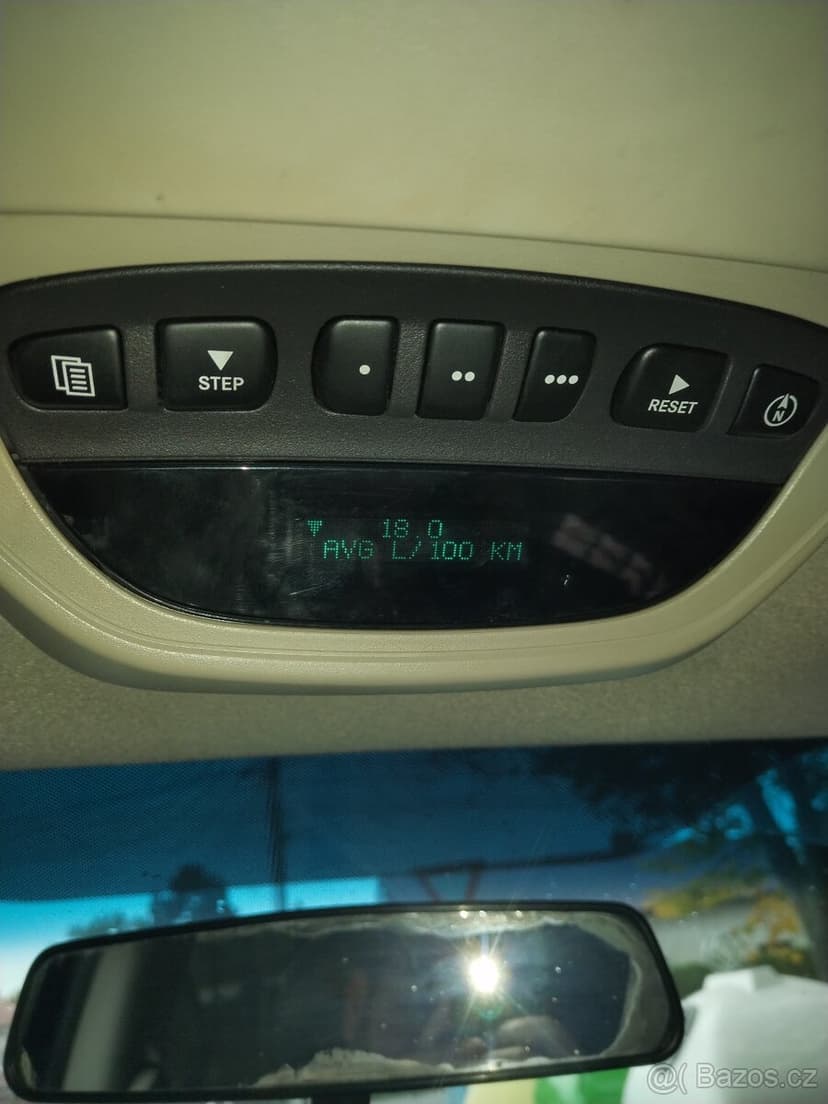 STEP
RESET
N
18.0
AVG L/100 KM
@( Bazos.cz